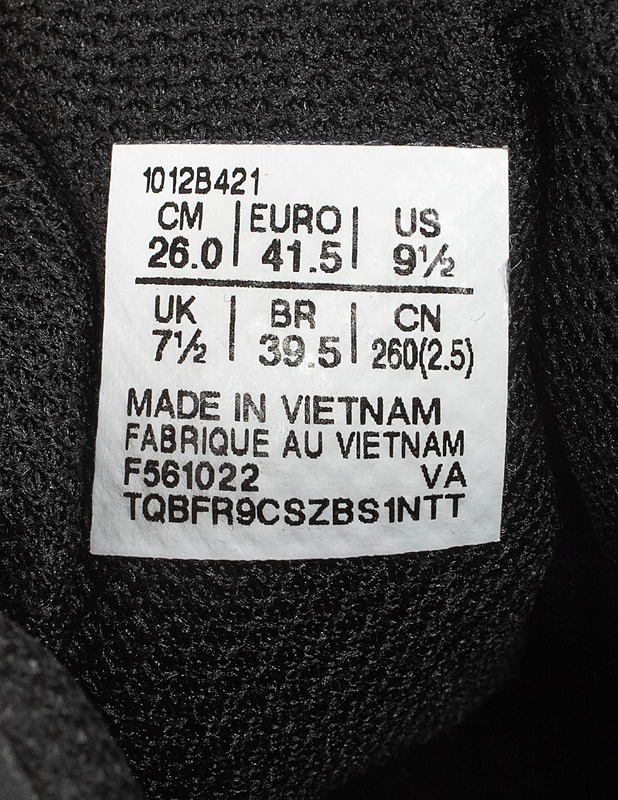 1012B421
CM | EURO | US
26.0 | 41.5 | 9½
UK | BR | CN
7½ | 39.5 | 260(2.5)
MADE IN VIETNAM
FABRIQUE AU VIETNAM
F561022 VA
TQBFR9CSZBS1NTT